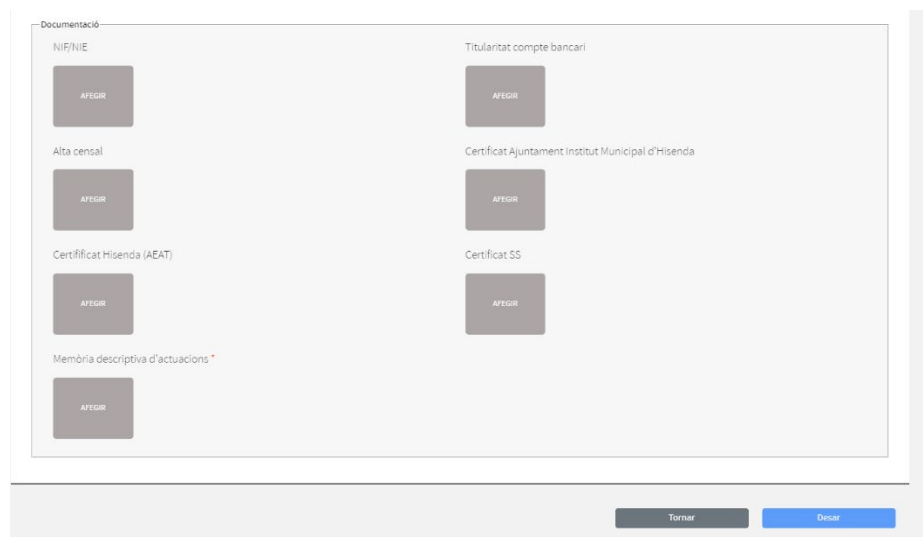 Documentació
NIF/NIE
Titularitat compte bancari
AFEGIR
AFEGIR
Alta censal
Certificat Ajuntament Institut Municipal d'Hisenda
AFEGIR
AFEGIR
Certifificat Hisenda (AEAT)
Certificat SS
AFEGIR
AFEGIR
Memòria descriptiva d'actuacions *
AFEGIR
Tornar
Desar